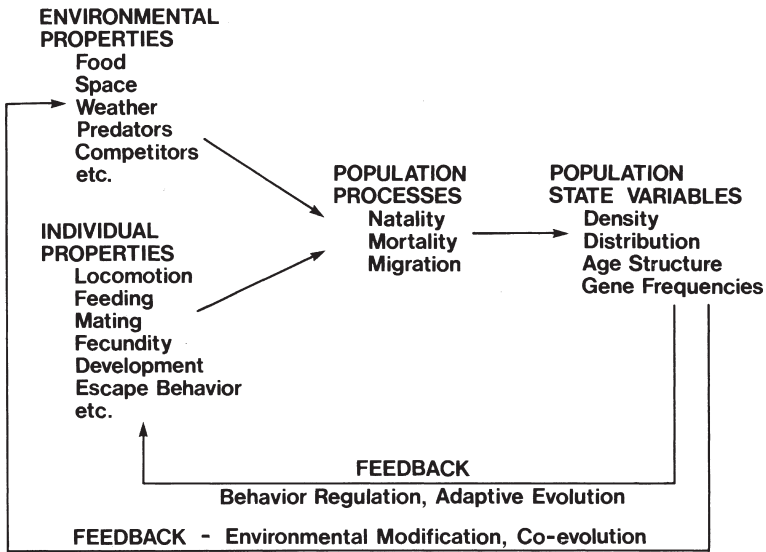 ENVIRONMENTAL
PROPERTIES
Food
Space
Weather
Predators
Competitors
etc.
INDIVIDUAL
PROPERTIES
Locomotion
Feeding
Mating
Fecundity
Development
Escape Behavior
etc.
POPULATION
PROCESSES
Natality
Mortality
Migration
POPULATION
STATE VARIABLES
Density
Distribution
Age Structure
Gene Frequencies
FEEDBACK
Behavior Regulation, Adaptive Evolution
FEEDBACK - Environmental Modification, Co-evolution